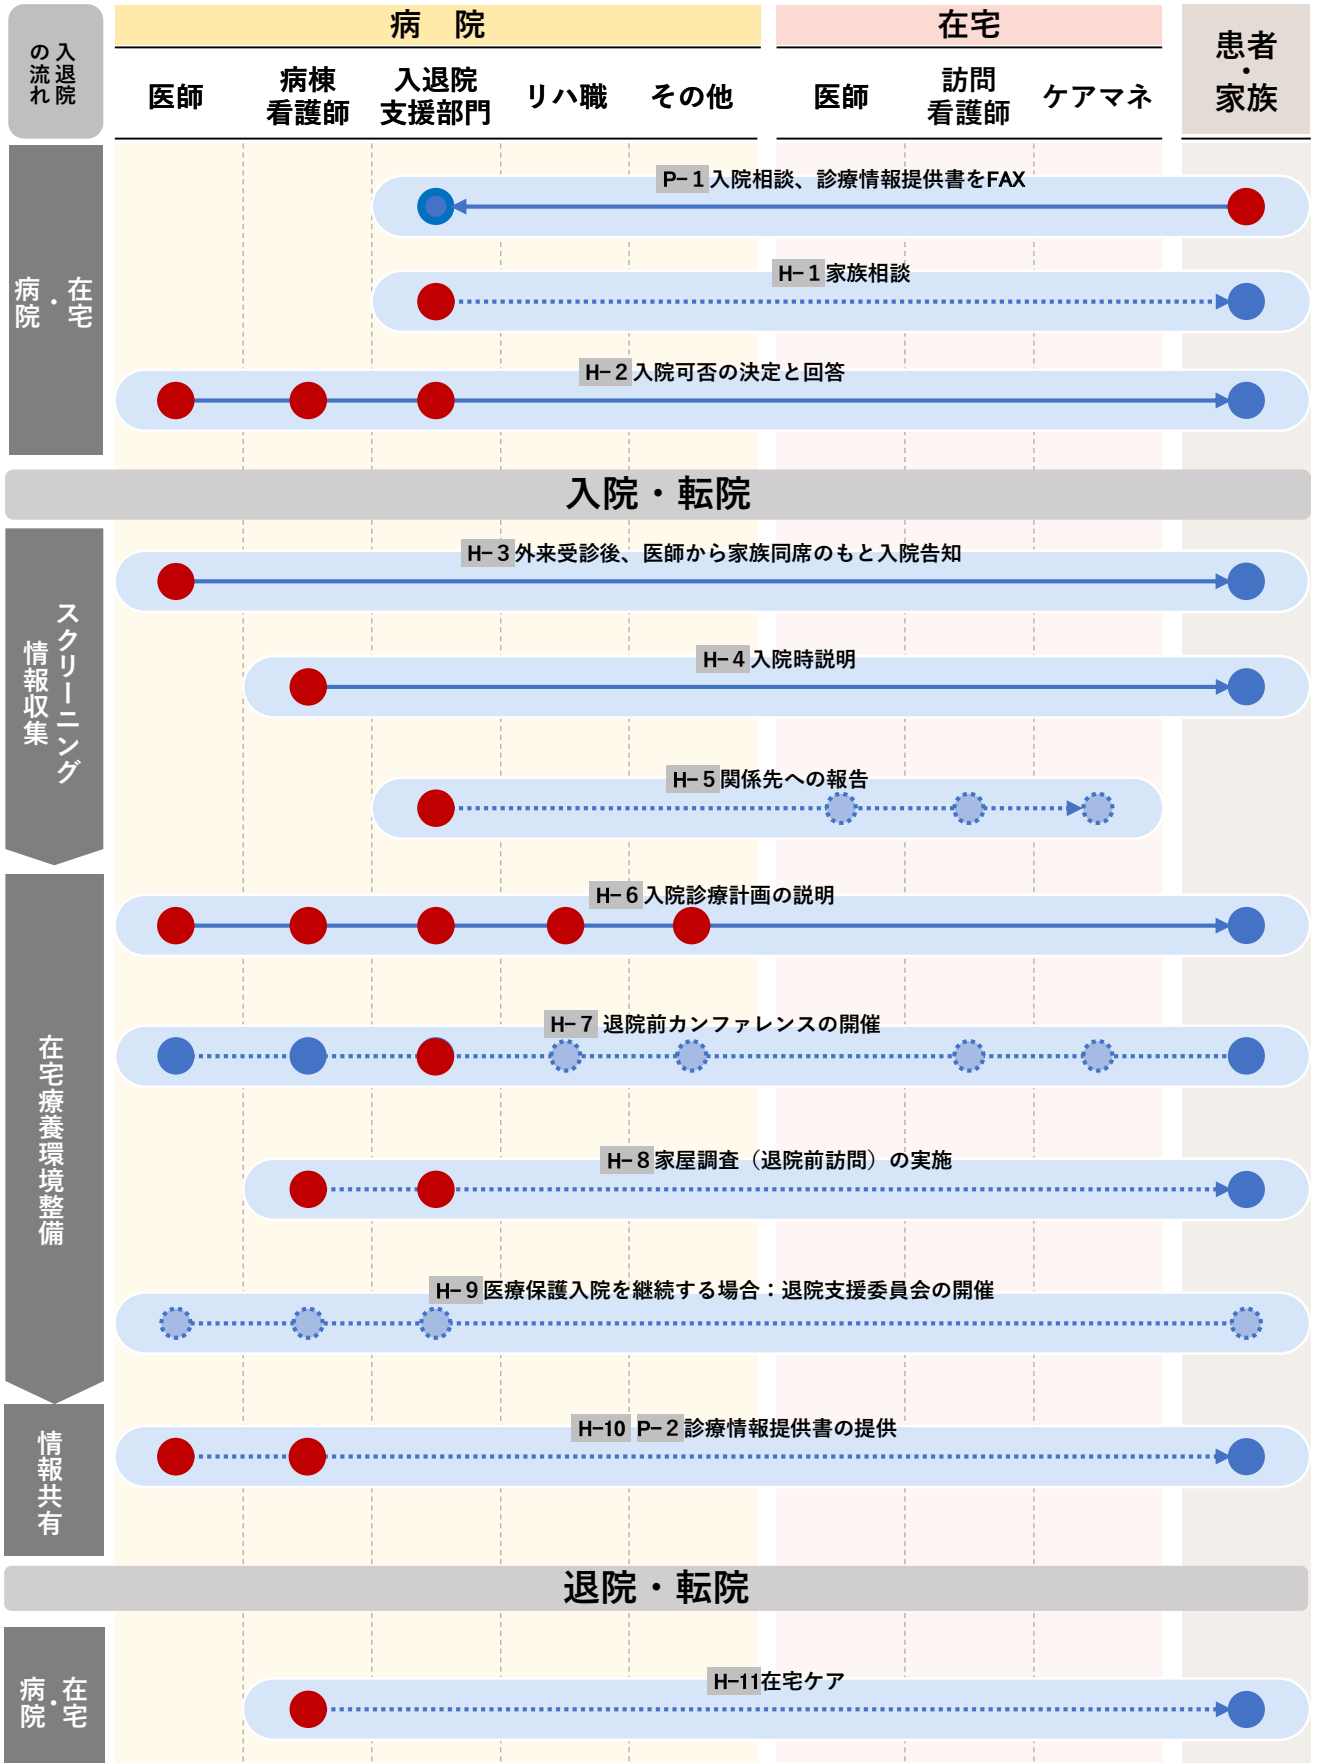 入退院
の流れ
病　院
在宅
患者
・
家族
医師
病棟
看護師
入退院
支援部門
リハ職
その他
医師
訪問
看護師
ケアマネ
在宅
・
病院
P−１入院相談、診療情報提供書をFAX
H−１家族相談
H−２入院可否の決定と回答
入院・転院
スクリーニング
情報収集
H−３外来受診後、医師から家族同席のもと入院告知
H−４入院時説明
H−５関係先への報告
在宅療養環境整備
H−６入院診療計画の説明
H−７ 退院前カンファレンスの開催
H−８家屋調査（退院前訪問）の実施
H−９医療保護入院を継続する場合：退院支援委員会の開催
情報共有
H−10 P−２診療情報提供書の提供
退院・転院
在宅
・
病院
H−11在宅ケア